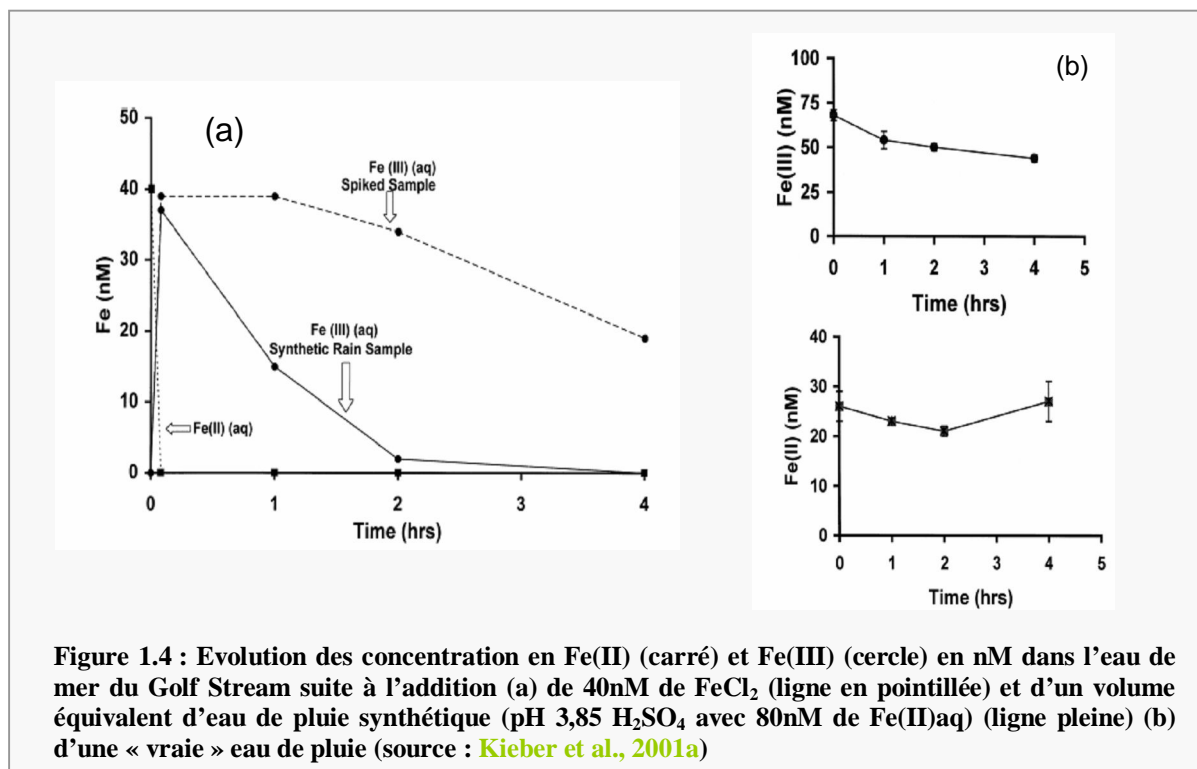 (a)
50
40
30
20
10
0
Fe (nM)
Fe (III) (aq)
Spiked Sample
Fe (III) (aq)
Synthetic Rain Sample
Fe(II) (aq)
0 1 2 3 4
Time (hrs)
(b)
100
75
50
25
0
Fe(III) (nM)
0 1 2 3 4 5
Time (hrs)
40
30
20
10
0
Fe(II) (nM)
0 1 2 3 4 5
Time (hrs)
Figure 1.4 : Evolution des concentration en Fe(II) (carré) et Fe(III) (cercle) en nM dans l’eau de
mer du Golf Stream suite à l’addition (a) de 40nM de FeCl₂ (ligne en pointillée) et d’un volume
équivalent d’eau de pluie synthétique (pH 3,85 H₂SO₄ avec 80nM de Fe(II)aq) (ligne pleine) (b)
d’une « vraie » eau de pluie (source : Kieber et al., 2001a)